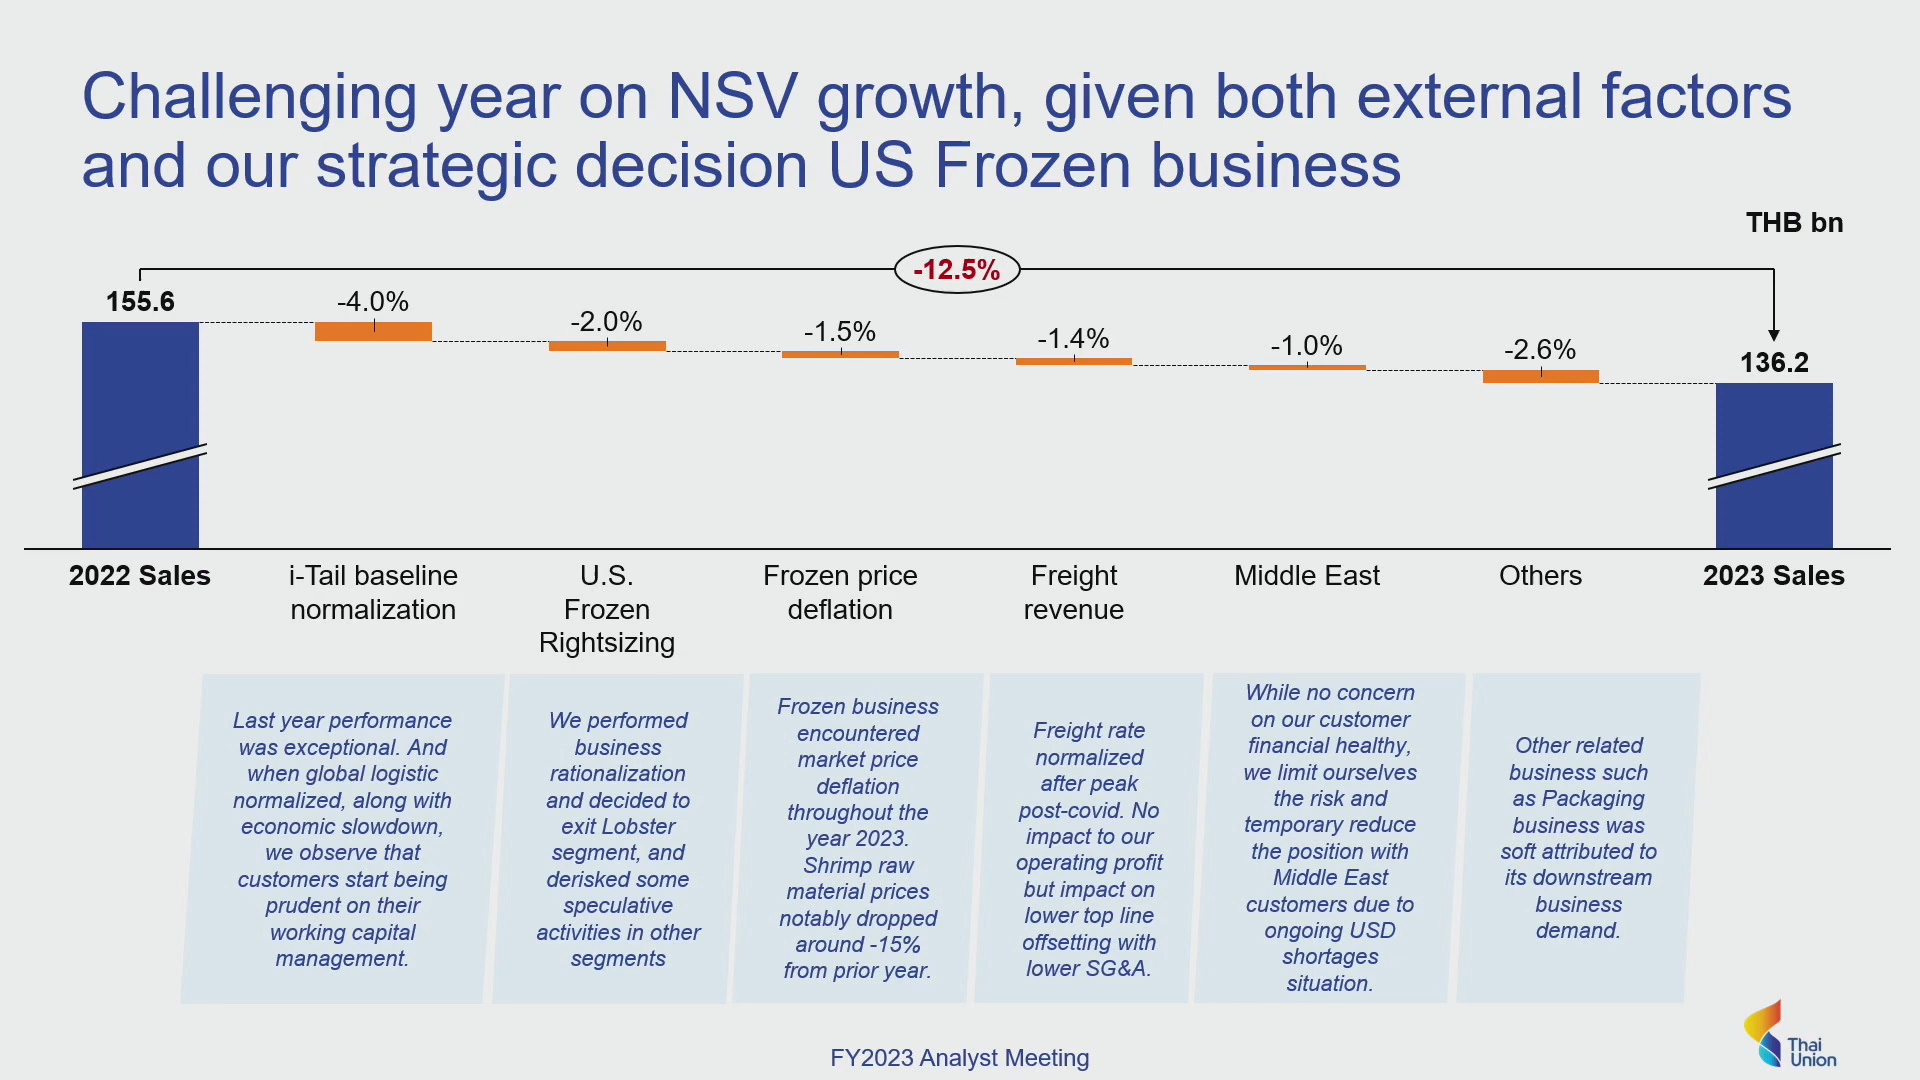 Challenging year on NSV growth, given both external factors
and our strategic decision US Frozen business
THB bn
-12.5%
155.6
-4.0%
-2.0%
-1.5%
-1.4%
-1.0%
-2.6%
136.2
2022 Sales
i-Tail baseline
normalization
U.S.
Frozen
Rightsizing
Frozen price
deflation
Freight
revenue
Middle East
Others
2023 Sales
Last year performance
was exceptional. And
when global logistic
normalized, along with
economic slowdown,
we observe that
customers start being
prudent on their
working capital
management.
We performed
business
rationalization
and decided to
exit Lobster
segment, and
derisked some
speculative
activities in other
segments
Frozen business
encountered
market price
deflation
throughout the
year 2023.
Shrimp raw
material prices
notably dropped
around -15%
from prior year.
Freight rate
normalized
after peak
post-covid. No
impact to our
operating profit
but impact on
lower top line
offsetting with
lower SG&A.
While no concern
on our customer
financial healthy,
we limit ourselves
the risk and
temporary reduce
the position with
Middle East
customers due to
ongoing USD
shortages
situation.
Other related
business such
as Packaging
business was
soft attributed to
its downstream
business
demand.
FY2023 Analyst Meeting
Thai
Union